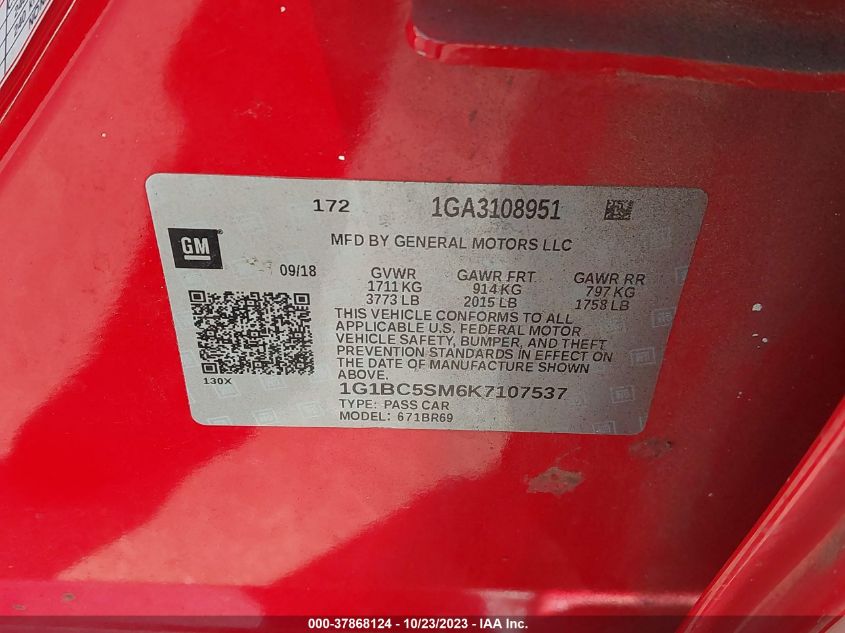 172 1GA3108951
GM
MFD BY GENERAL MOTORS LLC
09/18
GVWR GAWR FRT GAWR RR
1711 KG 914 KG 797 KG
3773 LB 2015 LB 1758 LB
THIS VEHICLE CONFORMS TO ALL
APPLICABLE U.S. FEDERAL MOTOR
VEHICLE SAFETY, BUMPER, AND THEFT
PREVENTION STANDARDS IN EFFECT ON
THE DATE OF MANUFACTURE SHOWN
ABOVE.
130X
1G1BC5SM6K7107537
TYPE: PASS CAR
MODEL: 671BR69
000-37868124 - 10/23/2023 - Copyright © IAA, Inc.